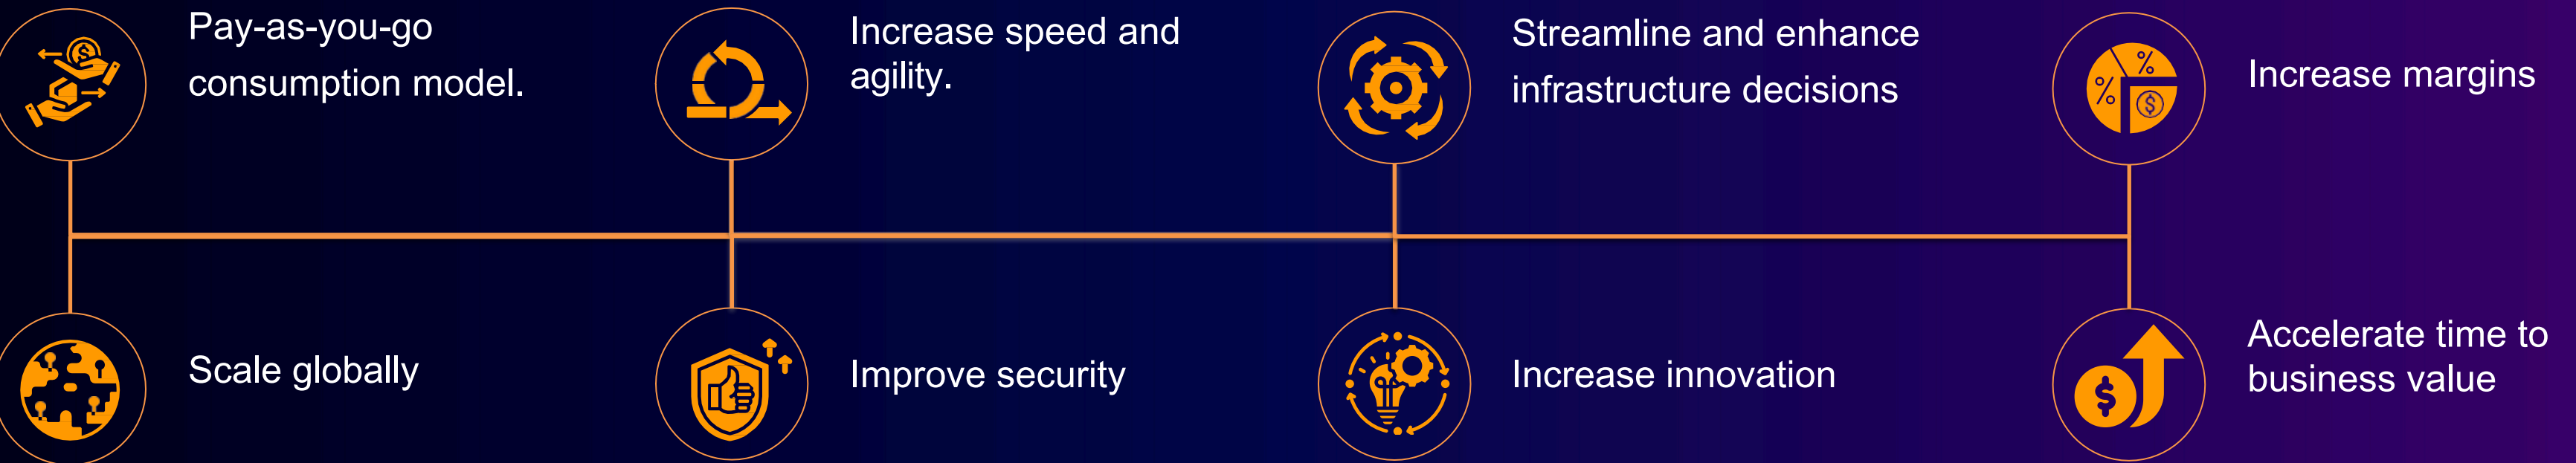 Pay-as-you-go
consumption model.
Increase speed and
agility.
Streamline and enhance
infrastructure decisions
Increase margins
Scale globally
Improve security
Increase innovation
Accelerate time to
business value